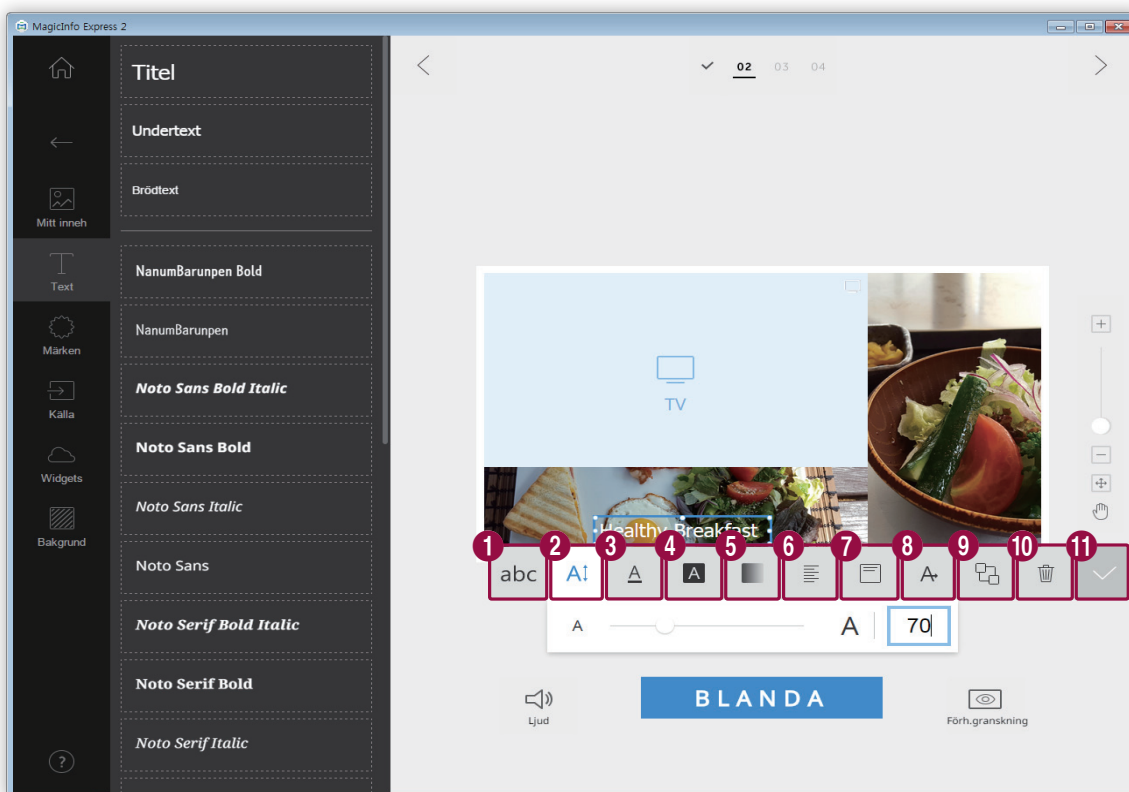 MagicInfo Express 2
Titel
Undertext
Brödtext
Mitt inneh
Text
Märken
Källa
Widgets
Bakgrund
?
NanumBarunpen Bold
NanumBarunpen
Noto Sans Bold Italic
Noto Sans Bold
Noto Sans Italic
Noto Sans
Noto Serif Bold Italic
Noto Serif Bold
Noto Serif Italic
02 03 04
TV
Healthy Breakfast
1 2 3 4 5 6 7 8 9 10 11
abc A A A A
A A 70
Ljud
BLANDA
Förh.granskning